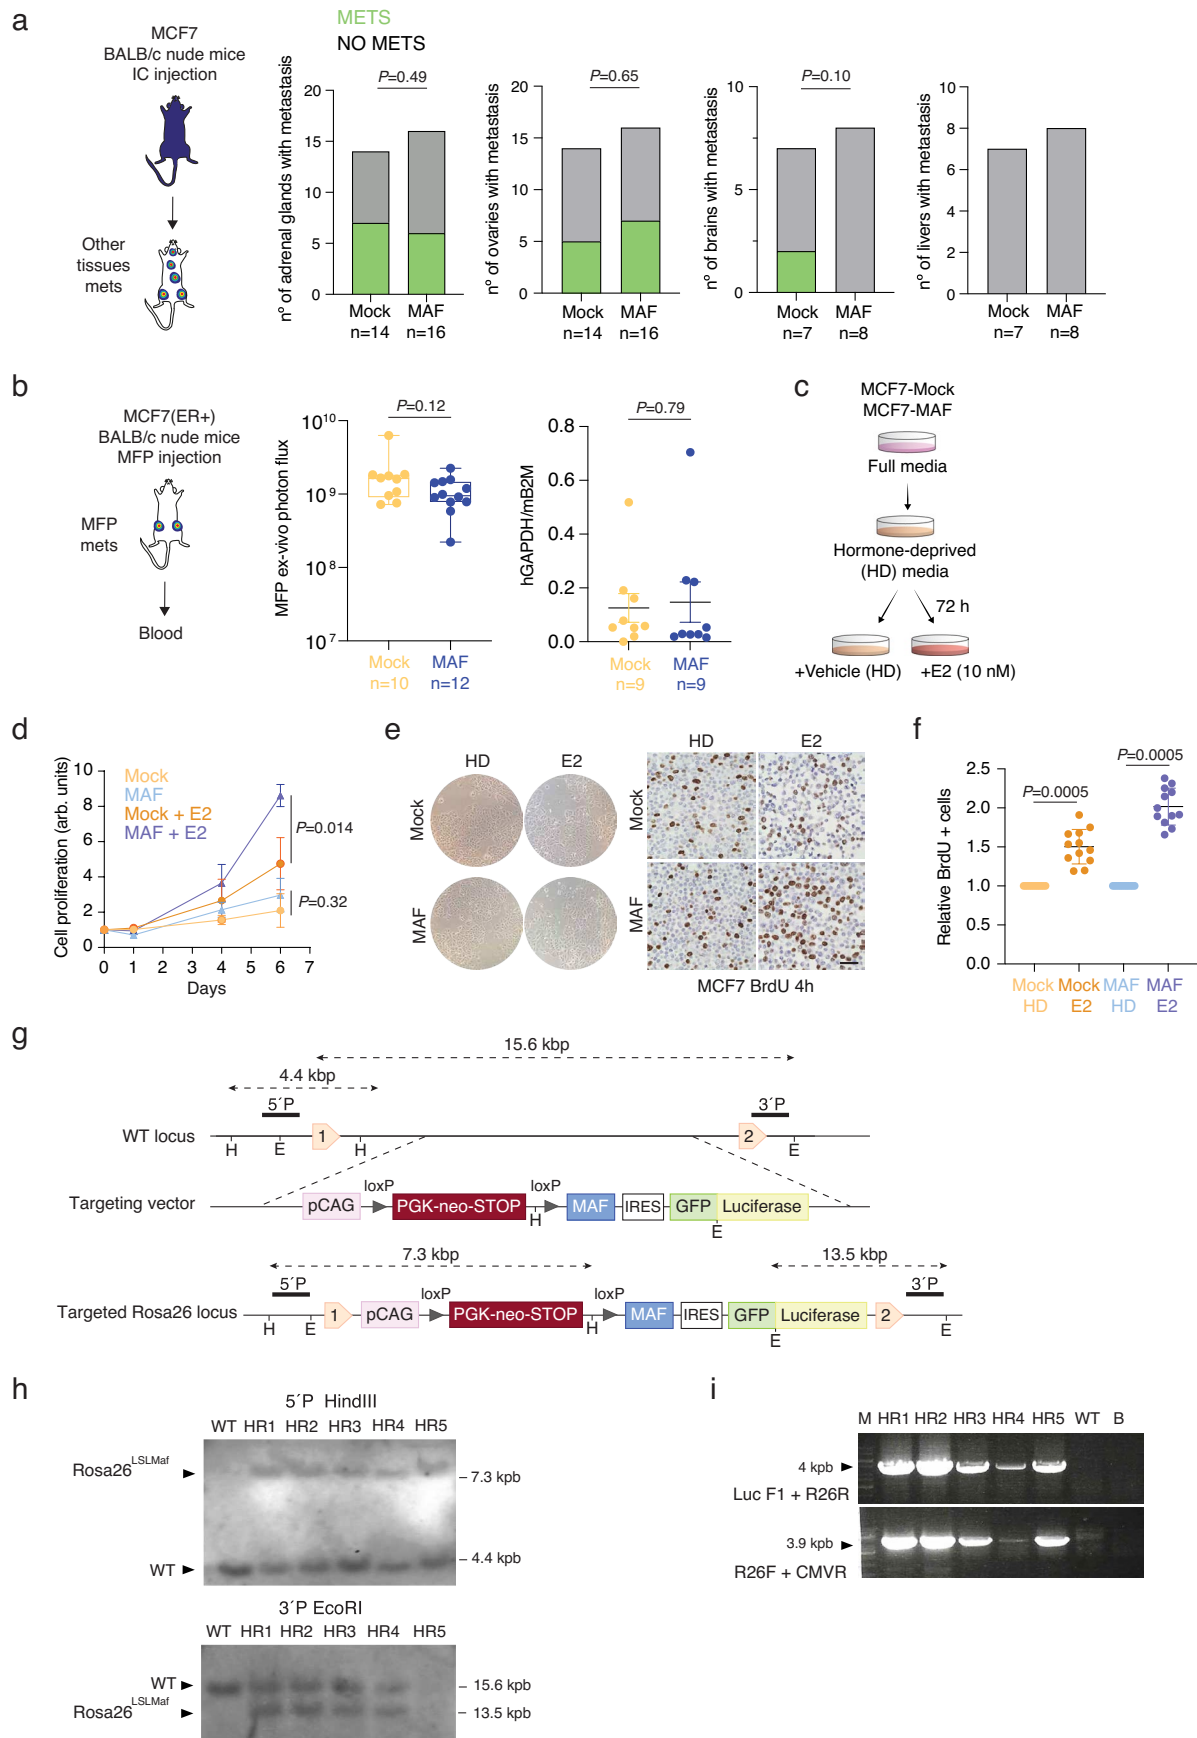 a
MCF7
BALB/c nude mice
IC injection
Other
tissues
mets
METS
NO METS
nº of adrenal glands with metastasis
P=0.49
20
15
10
5
0
Mock
n=14
MAF
n=16
nº of ovaries with metastasis
P=0.65
20
15
10
5
0
Mock
n=14
MAF
n=16
nº of brains with metastasis
P=0.10
10
5
0
Mock
n=7
MAF
n=8
nº of livers with metastasis
10
8
6
4
2
0
Mock
n=7
MAF
n=8
b
MCF7(ER+)
BALB/c nude mice
MFP injection
MFP
mets
Blood
MFP ex-vivo photon flux
P=0.12
10^10
10^9
10^8
10^7
Mock
n=10
MAF
n=12
hGAPDH/mB2M
P=0.79
0.8
0.6
0.4
0.2
0.0
Mock
n=9
MAF
n=9
c
MCF7-Mock
MCF7-MAF
Full media
Hormone-deprived
(HD) media
72 h
+Vehicle (HD)
+E2 (10 nM)
d
Cell proliferation (arb. units)
10
8
6
4
2
0
Mock
MAF
Mock + E2
MAF + E2
P=0.014
P=0.32
0 1 2 3 4 5 6 7
Days
e
HD E2
Mock
MAF
HD E2
Mock
MAF
MCF7 BrdU 4h
f
Relative BrdU + cells
P=0.0005
P=0.0005
2.5
2.0
1.5
1.0
0.5
0.0
Mock Mock MAF MAF
HD E2 HD E2
g
15.6 kbp
4.4 kbp
5´P
3´P
WT locus
1
2
H E H E
Targeting vector
loxP
loxP
pCAG
PGK-neo-STOP
MAF
IRES
GFP
Luciferase
H
E
7.3 kbp
13.5 kbp
5´P
loxP
loxP
3´P
Targeted Rosa26 locus
1
pCAG
PGK-neo-STOP
MAF
IRES
GFP
Luciferase
2
H E H E E
h
5´P HindIII
WT HR1 HR2 HR3 HR4 HR5
Rosa26^LSLMaf
7.3 kpb
4.4 kpb
WT
3´P EcoRI
WT HR1 HR2 HR3 HR4 HR5
WT
15.6 kpb
Rosa26^LSLMaf
13.5 kpb
i
M HR1 HR2 HR3 HR4 HR5 WT B
4 kpb
Luc F1 + R26R
3.9 kpb
R26F + CMVR